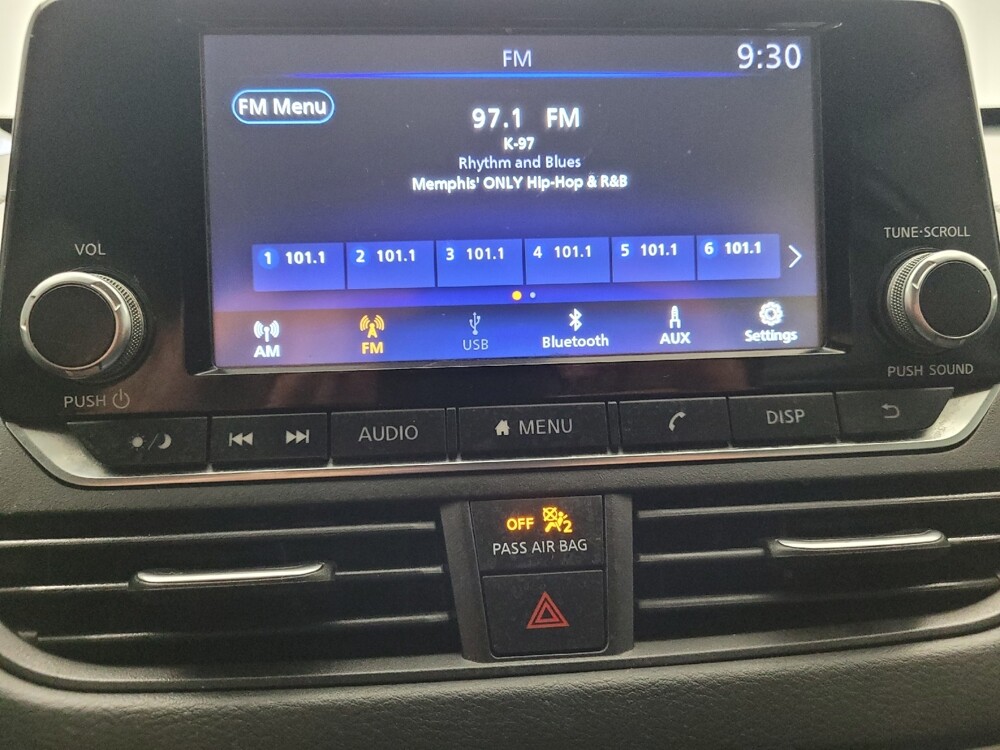 FM
9:30
FM Menu
97.1 FM
K-97
Rhythm and Blues
Memphis' ONLY Hip-Hop & R&B
VOL
TUNE·SCROLL
1 101.1
2 101.1
3 101.1
4 101.1
5 101.1
6 101.1
AM
FM
USB
Bluetooth
AUX
Settings
PUSH
PUSH SOUND
AUDIO
MENU
DISP
OFF 2
PASS AIR BAG